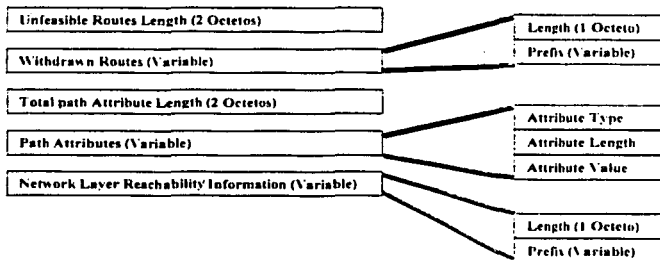 Unfeasible Routes Length (2 Octetos)
Withdrawn Routes (Variable)
Total path Attribute Length (2 Octetos)
Path Attributes (Variable)
Network Layer Reachability Information (Variable)
Length (1 Octeto)
Prefix (Variable)
Attribute Type
Attribute Length
Attribute Value
Length (1 Octeto)
Prefix (Variable)